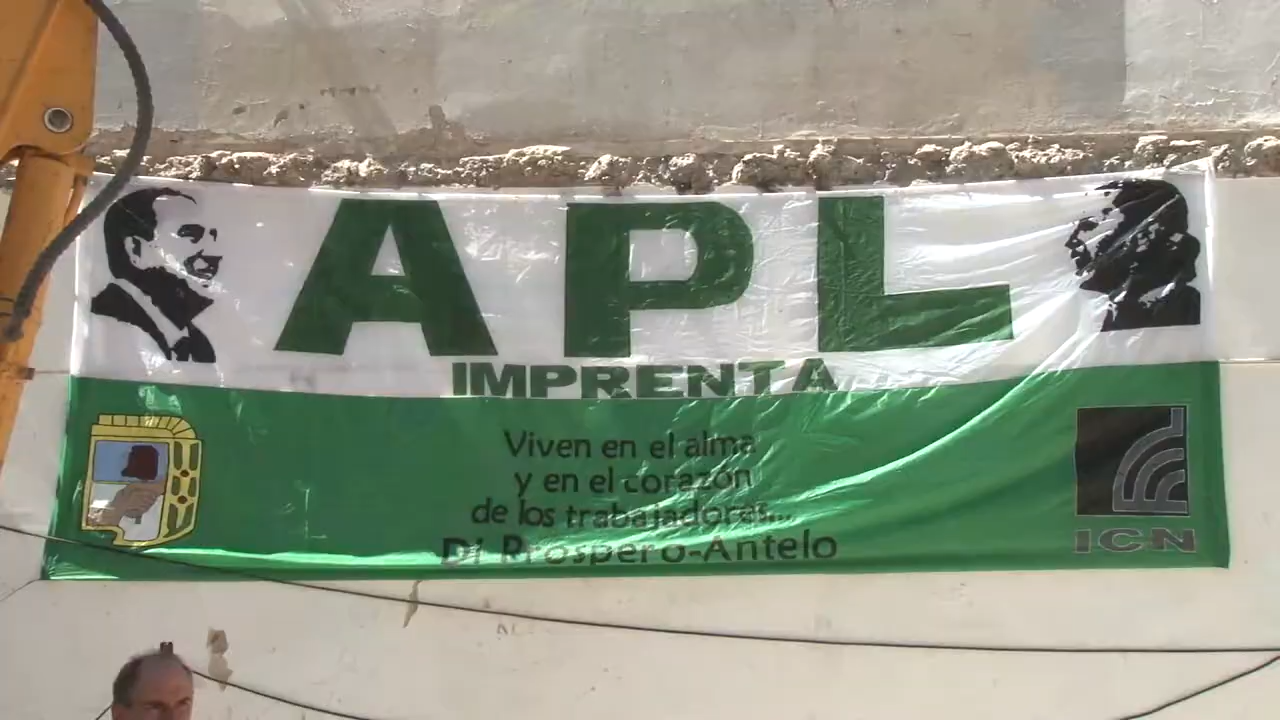 APL
IMPRENTA
Viven en el alma
y en el corazón
de los trabajadores...
Di Prospero-Antelo
ICN